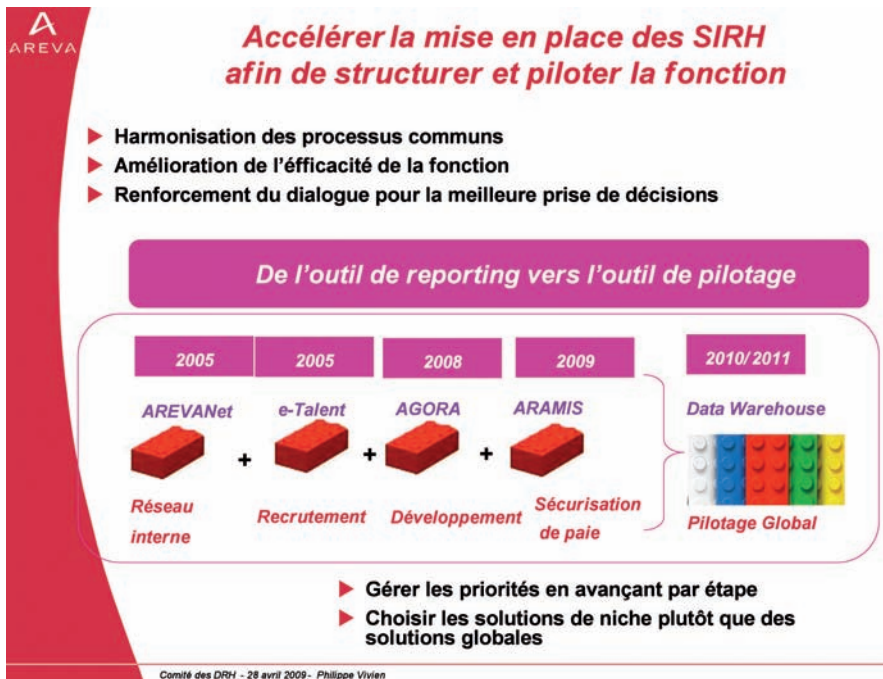 AREVA
Accélérer la mise en place des SIRH
afin de structurer et piloter la fonction
Harmonisation des processus communs
Amélioration de l'éfficacité de la fonction
Renforcement du dialogue pour la meilleure prise de décisions
De l'outil de reporting vers l'outil de pilotage
2005 2005 2008 2009 2010/2011
AREVANet e-Talent AGORA ARAMIS Data Warehouse
+ + +
Réseau
interne
Recrutement
Développement
Sécurisation
de paie
Pilotage Global
Gérer les priorités en avançant par étape
Choisir les solutions de niche plutôt que des
solutions globales
Comité des DRH - 28 avril 2009 - Philippe Vivien